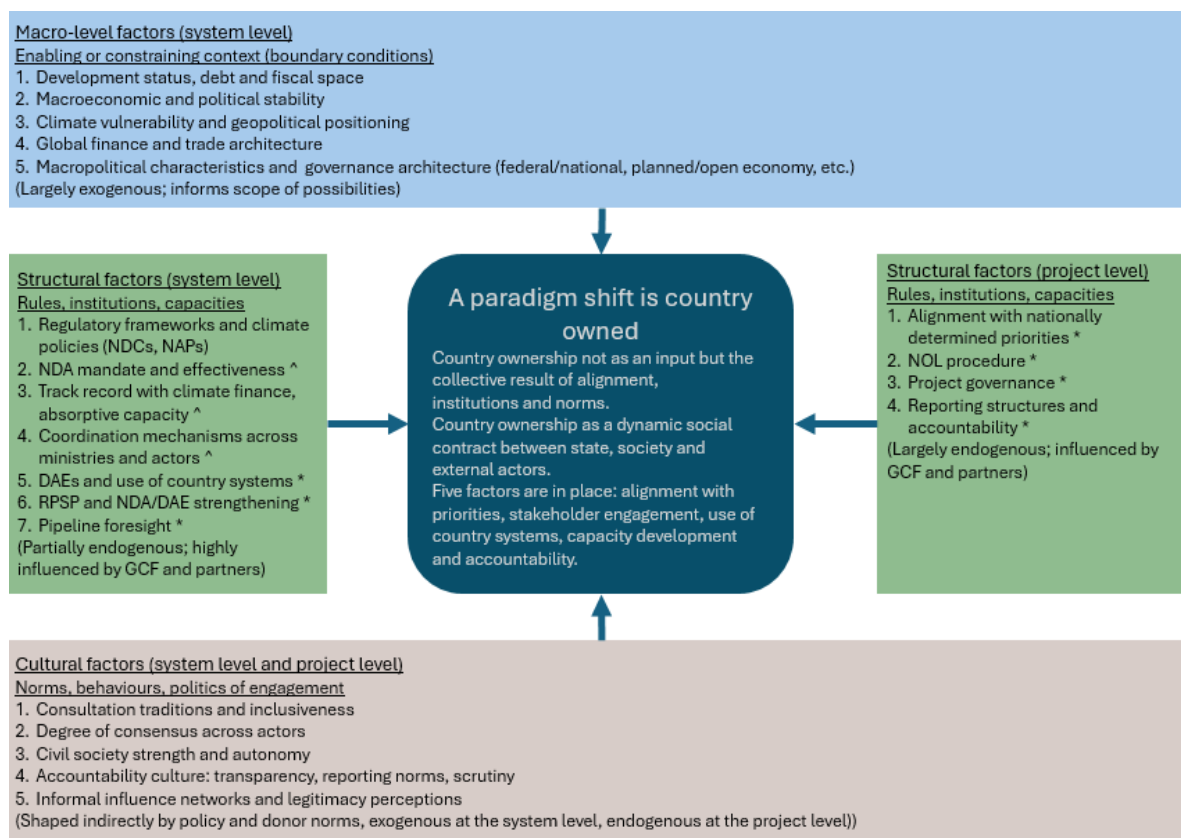 Macro-level factors (system level)
Enabling or constraining context (boundary conditions)
1. Development status, debt and fiscal space
2. Macroeconomic and political stability
3. Climate vulnerability and geopolitical positioning
4. Global finance and trade architecture
5. Macropolitical characteristics and governance architecture (federal/national, planned/open economy, etc.)
(Largely exogenous; informs scope of possibilities)
Structural factors (system level)
Rules, institutions, capacities
1. Regulatory frameworks and climate
policies (NDCs, NAPs)
2. NDA mandate and effectiveness ^
3. Track record with climate finance,
absorptive capacity ^
4. Coordination mechanisms across
ministries and actors ^
5. DAEs and use of country systems *
6. RPSP and NDA/DAE strengthening *
7. Pipeline foresight *
(Partially endogenous; highly
influenced by GCF and partners)
A paradigm shift is country
owned
Country ownership not as an input but the
collective result of alignment,
institutions and norms.
Country ownership as a dynamic social
contract between state, society and
external actors.
Five factors are in place: alignment with
priorities, stakeholder engagement, use of
country systems, capacity development
and accountability.
Structural factors (project level)
Rules, institutions, capacities
1. Alignment with nationally
determined priorities *
2. NOL procedure *
3. Project governance *
4. Reporting structures and
accountability *
(Largely endogenous; influenced by
GCF and partners)
Cultural factors (system level and project level)
Norms, behaviours, politics of engagement
1. Consultation traditions and inclusiveness
2. Degree of consensus across actors
3. Civil society strength and autonomy
4. Accountability culture: transparency, reporting norms, scrutiny
5. Informal influence networks and legitimacy perceptions
(Shaped indirectly by policy and donor norms, exogenous at the system level, endogenous at the project level))